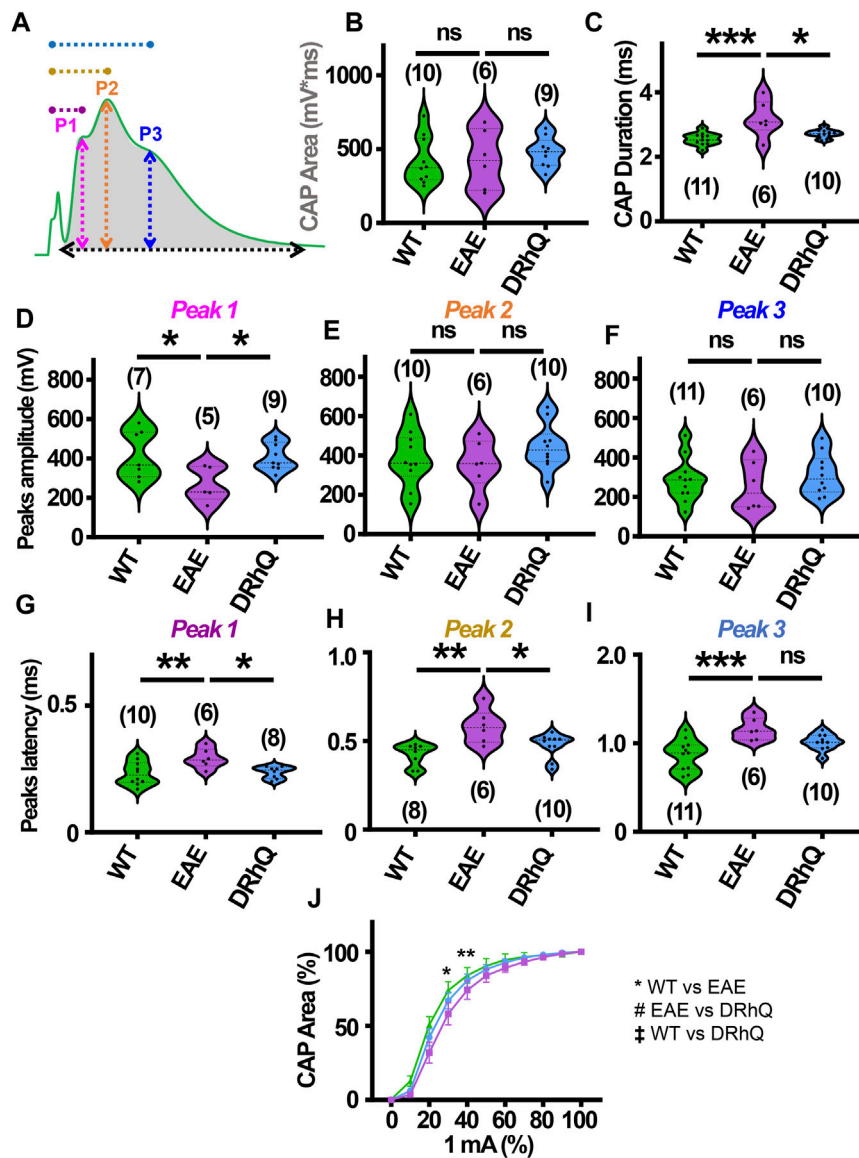 A
P1
P2
P3
B
CAP Area (mV*ms)
1000
500
0
ns
ns
(10)
(6)
(9)
WT
EAE
DRhQ
C
CAP Duration (ms)
4
2
0
***
*
(11)
(6)
(10)
WT
EAE
DRhQ
D
Peak 1
Peaks amplitude (mV)
800
600
400
200
0
*
*
(7)
(5)
(9)
WT
EAE
DRhQ
E
Peak 2
800
600
400
200
0
ns
ns
(10)
(6)
(10)
WT
EAE
DRhQ
F
Peak 3
800
600
400
200
0
ns
ns
(11)
(6)
(10)
WT
EAE
DRhQ
G
Peak 1
Peaks latency (ms)
0.5
0
**
*
(10)
(6)
(8)
WT
EAE
DRhQ
H
Peak 2
1.0
0.5
0
**
*
(8)
(6)
(10)
WT
EAE
DRhQ
I
Peak 3
2.0
1.0
0
***
ns
(11)
(6)
(10)
WT
EAE
DRhQ
J
CAP Area (%)
100
50
0
*
**
0 20 40 60 80 100
1 mA (%)
* WT vs EAE
# EAE vs DRhQ
‡ WT vs DRhQ